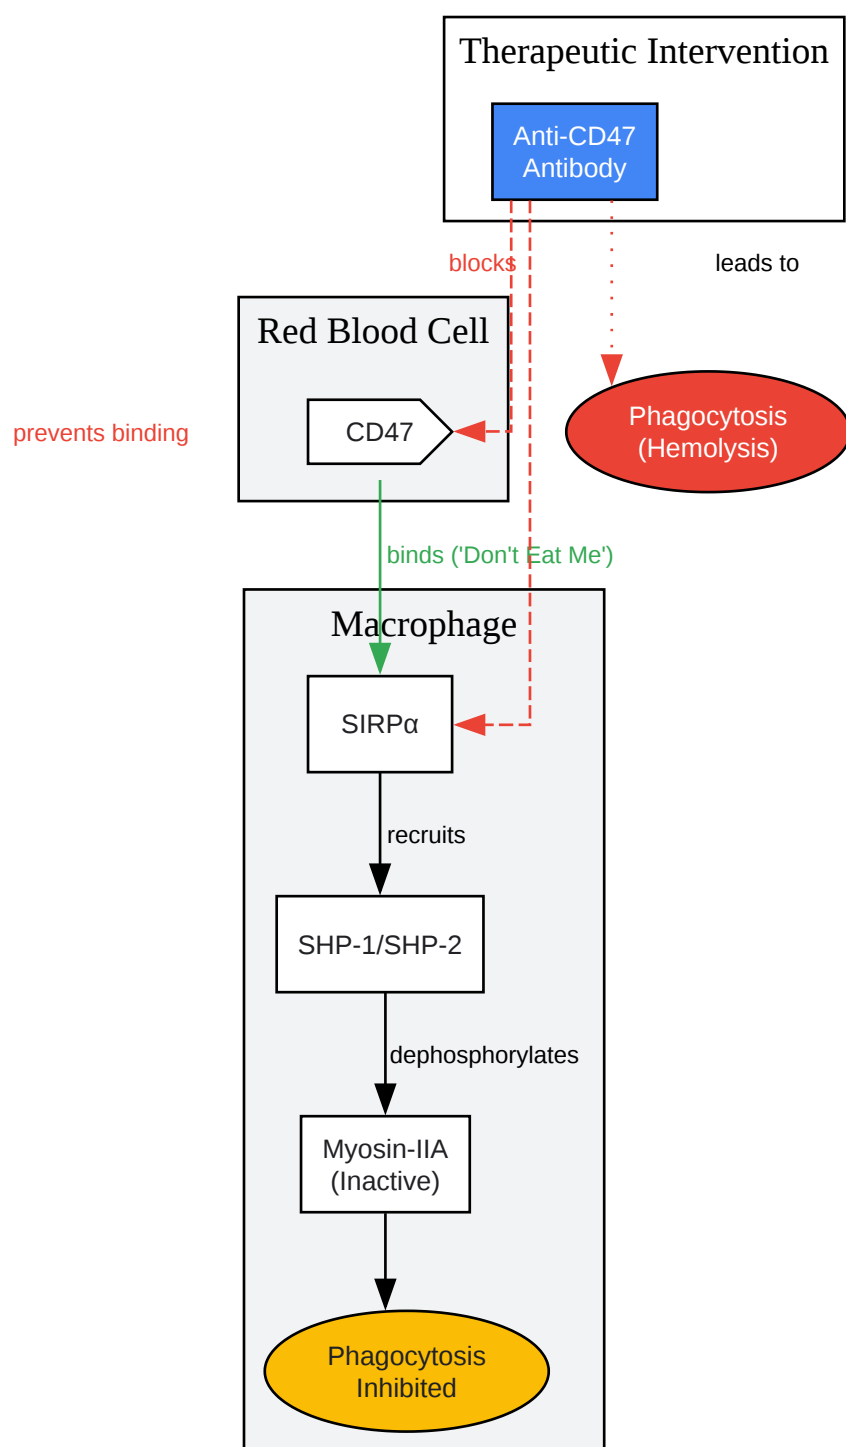 Therapeutic Intervention
Anti-CD47
Antibody
blocks
leads to
Red Blood Cell
CD47
prevents binding
Phagocytosis
(Hemolysis)
binds ('Don't Eat Me')
Macrophage
SIRPα
recruits
SHP-1/SHP-2
dephosphorylates
Myosin-IIA
(Inactive)
Phagocytosis
Inhibited